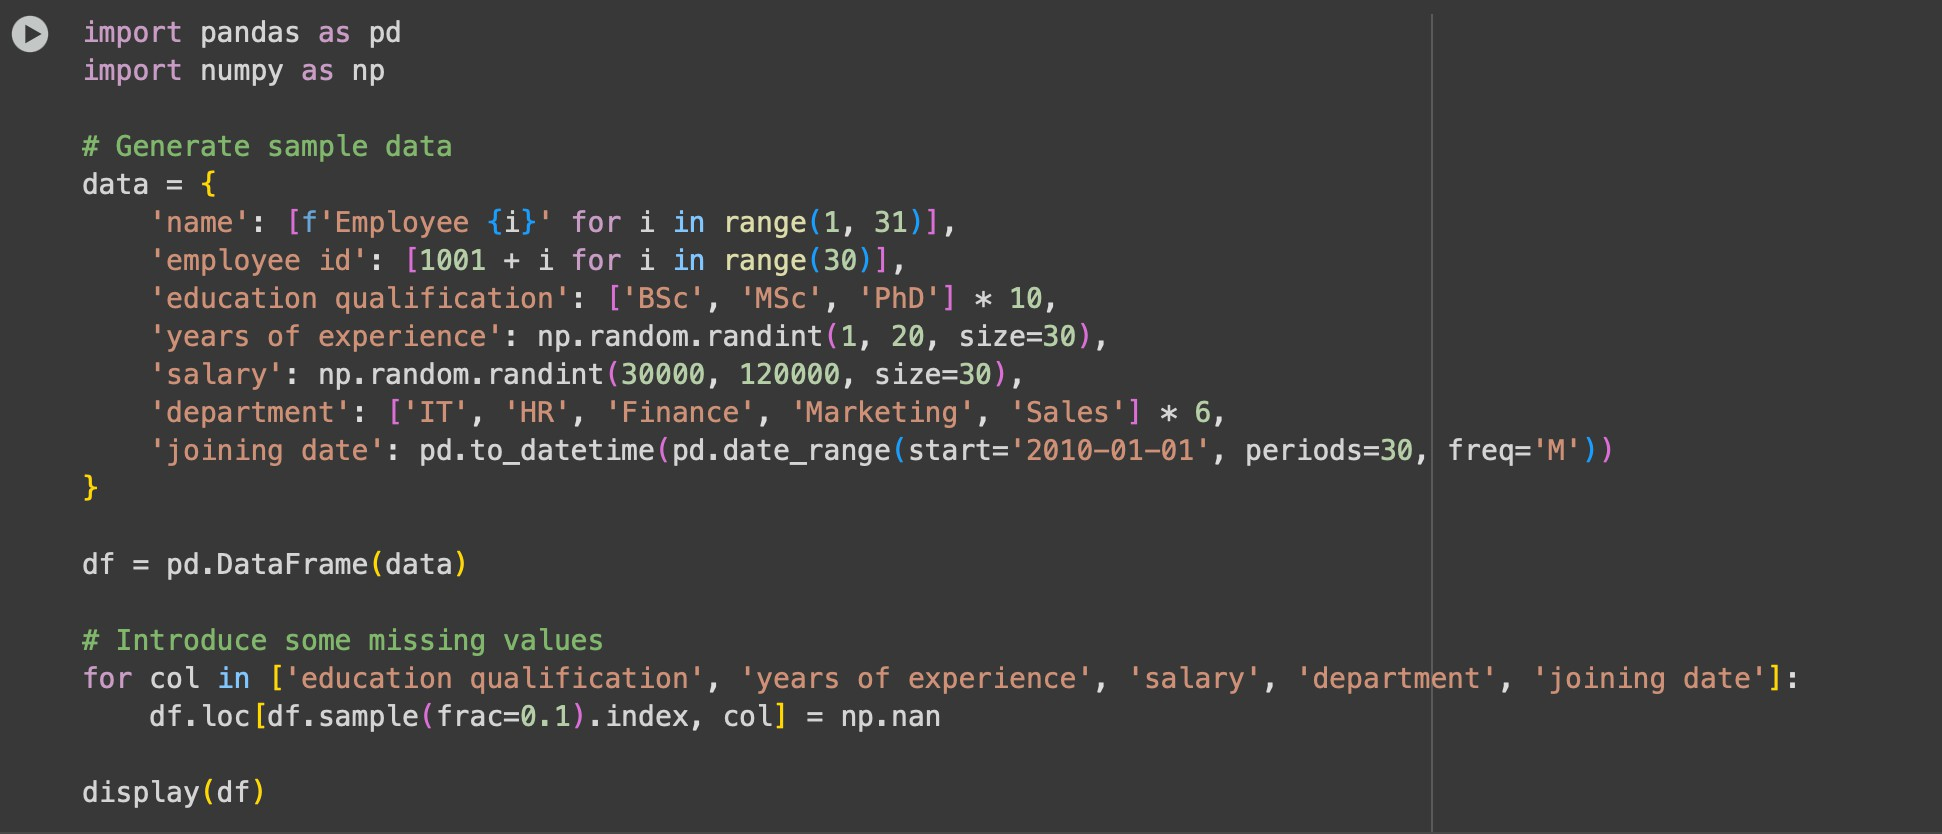 import pandas as pd
import numpy as np

# Generate sample data
data = {
    'name': [f'Employee {i}' for i in range(1, 31)],
    'employee id': [1001 + i for i in range(30)],
    'education qualification': ['BSc', 'MSc', 'PhD'] * 10,
    'years of experience': np.random.randint(1, 20, size=30),
    'salary': np.random.randint(30000, 120000, size=30),
    'department': ['IT', 'HR', 'Finance', 'Marketing', 'Sales'] * 6,
    'joining date': pd.to_datetime(pd.date_range(start='2010-01-01', periods=30, freq='M'))
}

df = pd.DataFrame(data)

# Introduce some missing values
for col in ['education qualification', 'years of experience', 'salary', 'department', 'joining date']:
    df.loc[df.sample(frac=0.1).index, col] = np.nan

display(df)